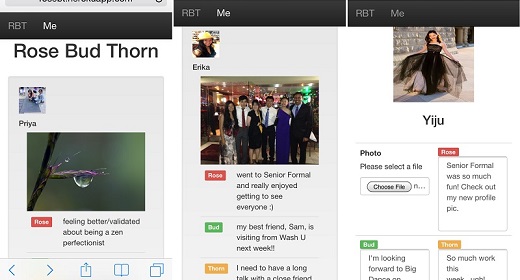 RBT Me
Rose Bud Thorn
Priya
Rose
feeling better/validated
about being a zen
perfectionist
RBT Me
Erika
Rose
went to Senior Formal
and really enjoyed
getting to see
everyone :)
Bud
my best friend, Sam, is
visiting from Wash U
next week!!
Thorn
I need to have a long
talk with a close friend
RBT Me
Yiju
Photo
Please select a file
Choose File n...
Rose
Senior Formal
was so much
fun! Check out
my new profile
pic.
Bud
I'm looking
forward to Big
Dance on
Thorn
So much work
this
week...ugh!